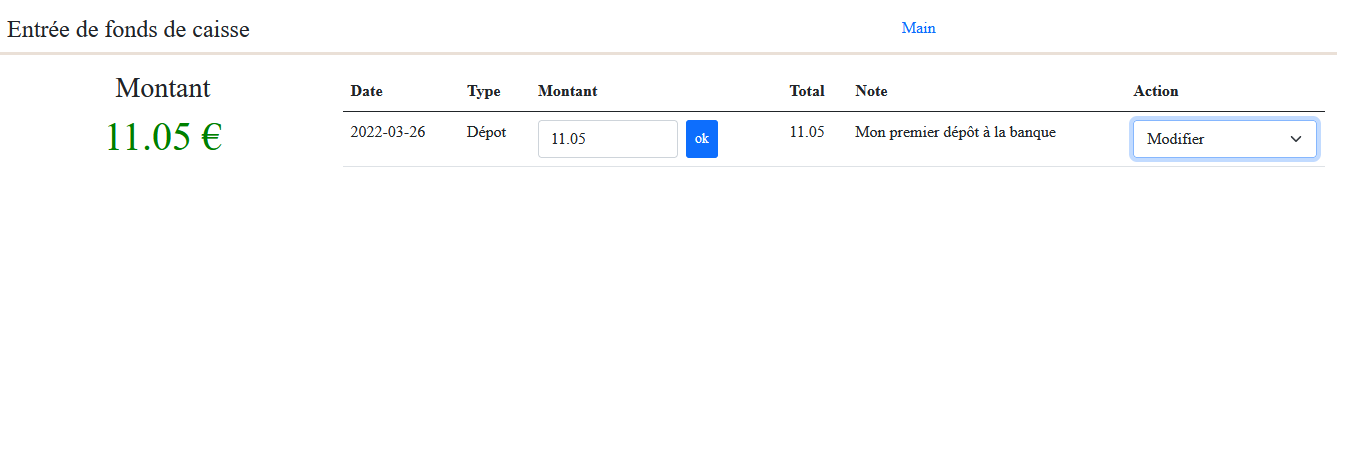 Entrée de fonds de caisse
Main
Montant
11.05 €
Date Type Montant Total Note Action
2022-03-26 Dépot 11.05 ok 11.05 Mon premier dépôt à la banque Modifier